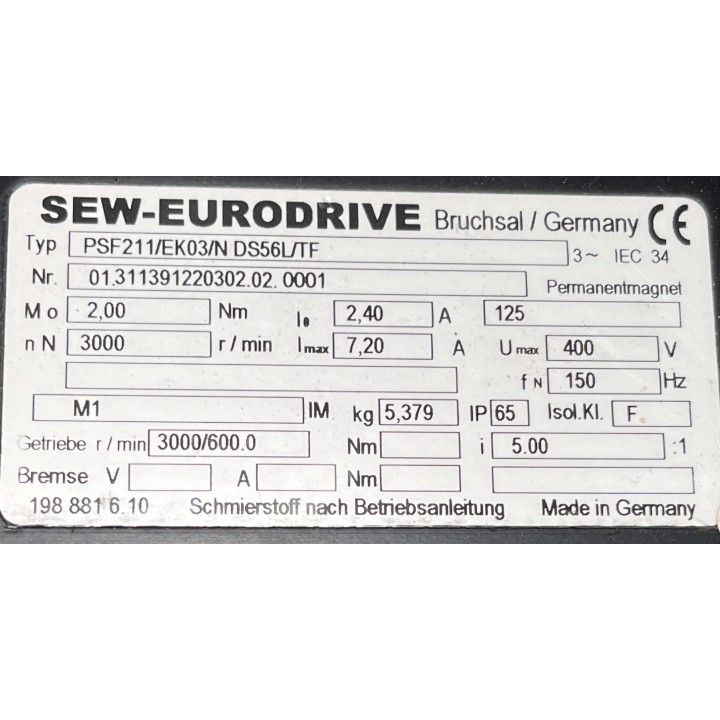 SEW-EURODRIVE Bruchsal / Germany CE
Typ PSF211/EK03/N DS56L/TF 3~ IEC 34
Nr. 01.311391220302.02. 0001 Permanentmagnet
Mo 2,00 Nm I0 2,40 A 125
nN 3000 r/min Imax 7,20 A Umax 400 V
fN 150 Hz
M1 IM kg 5,379 IP 65 Isol.Kl. F
Getriebe r/min 3000/600.0 Nm i 5.00 :1
Bremse V A Nm
198 881 6.10 Schmierstoff nach Betriebsanleitung Made in Germany